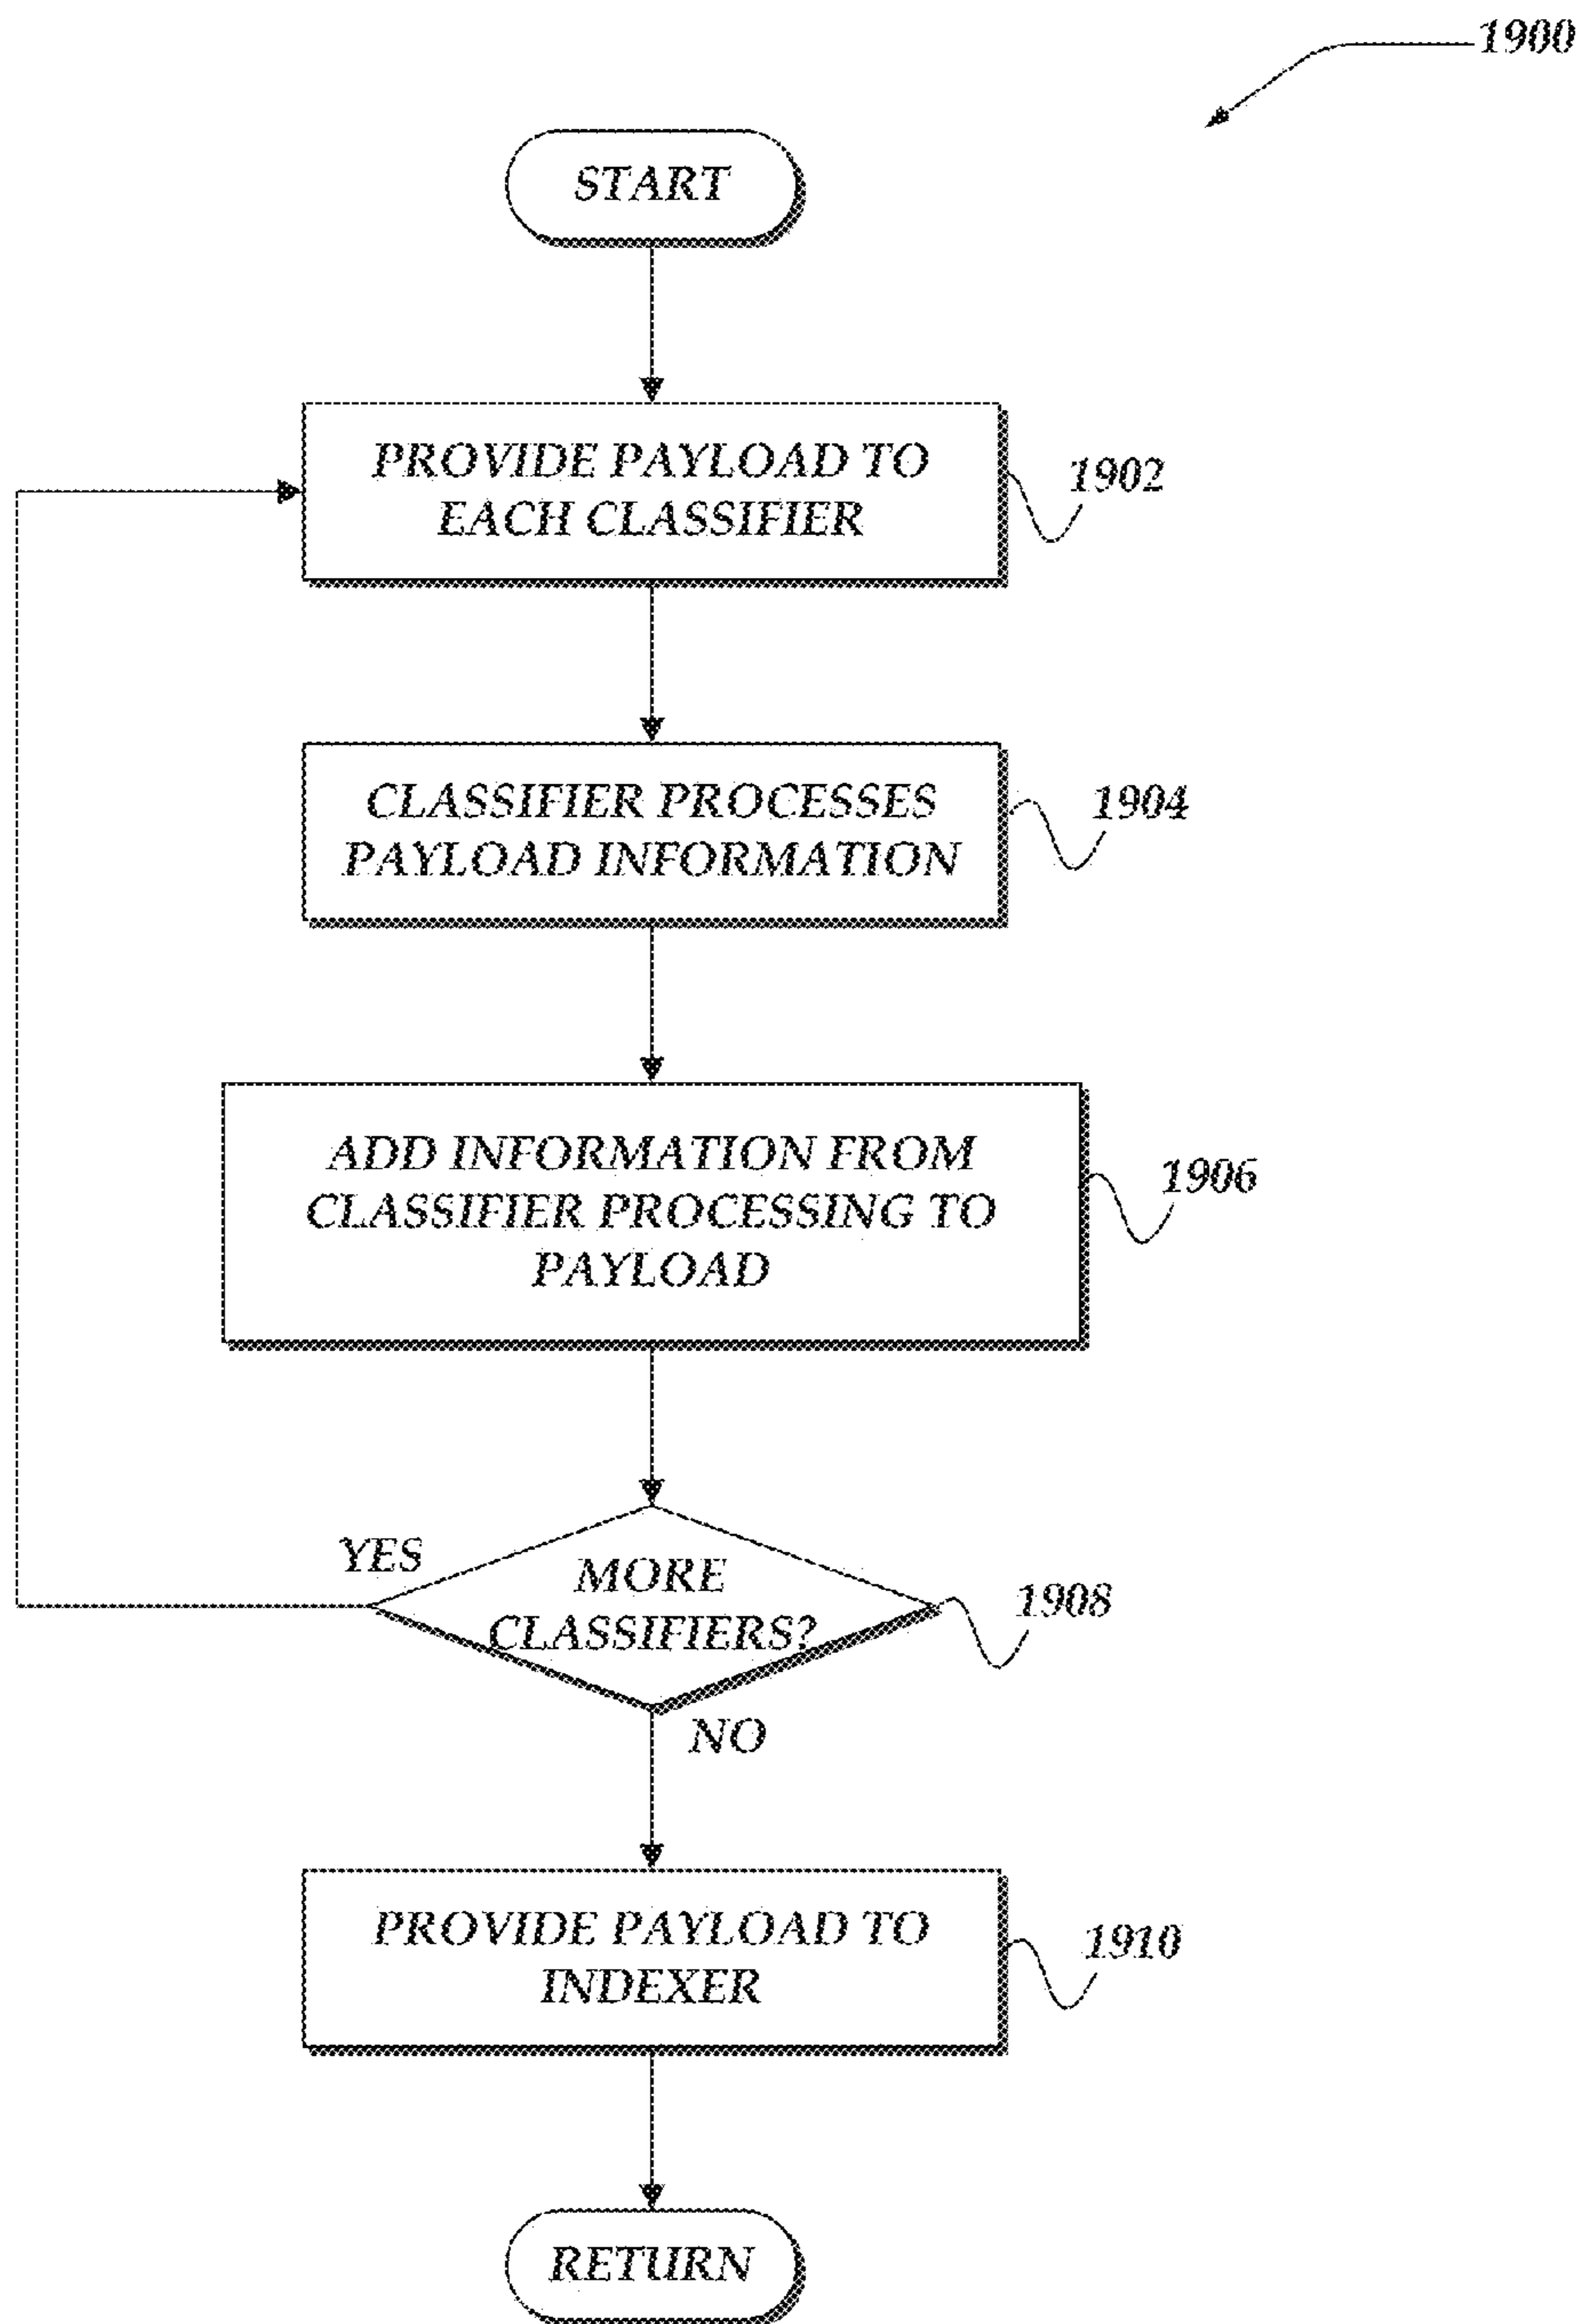 1900
START
PROVIDE PAYLOAD TO
EACH CLASSIFIER
1902
CLASSIFIER PROCESSES
PAYLOAD INFORMATION
1904
ADD INFORMATION FROM
CLASSIFIER PROCESSING TO
PAYLOAD
1906
YES
MORE
CLASSIFIERS?
1908
NO
PROVIDE PAYLOAD TO
INDEXER
1910
RETURN